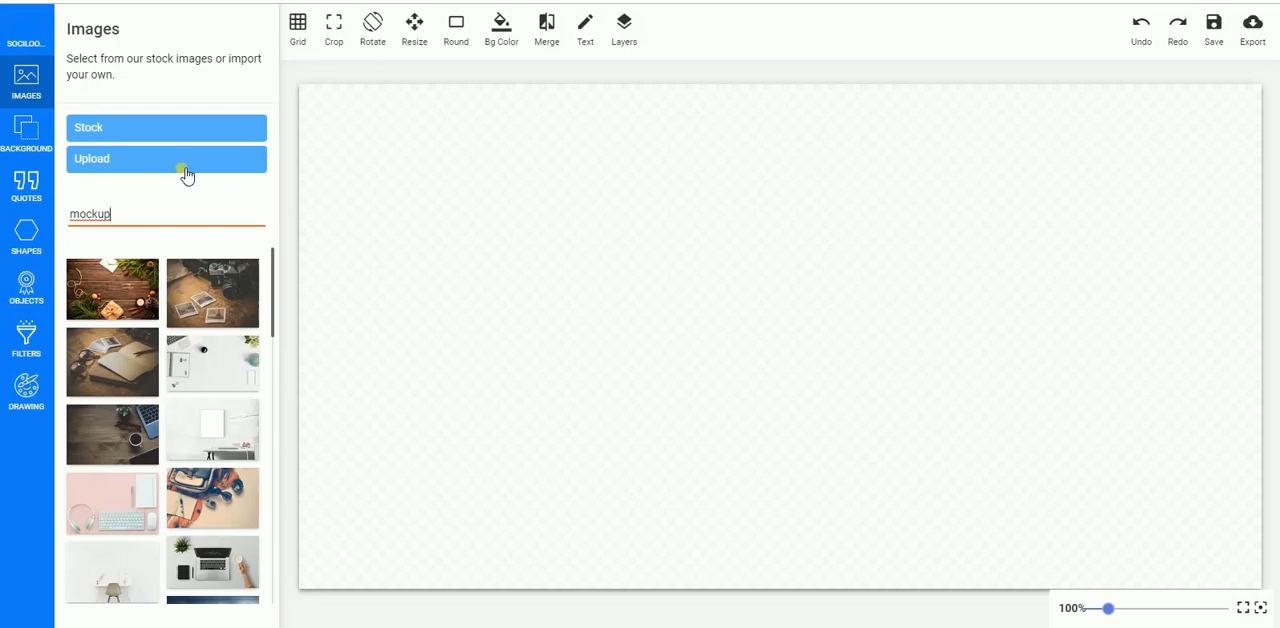 SOCILOO...
IMAGES
BACKGROUND
QUOTES
SHAPES
OBJECTS
FILTERS
DRAWING
Images
Select from our stock images or import
your own.
Stock
Upload
mockup
Grid
Crop
Rotate
Resize
Round
Bg Color
Merge
Text
Layers
Undo
Redo
Save
Export
100%